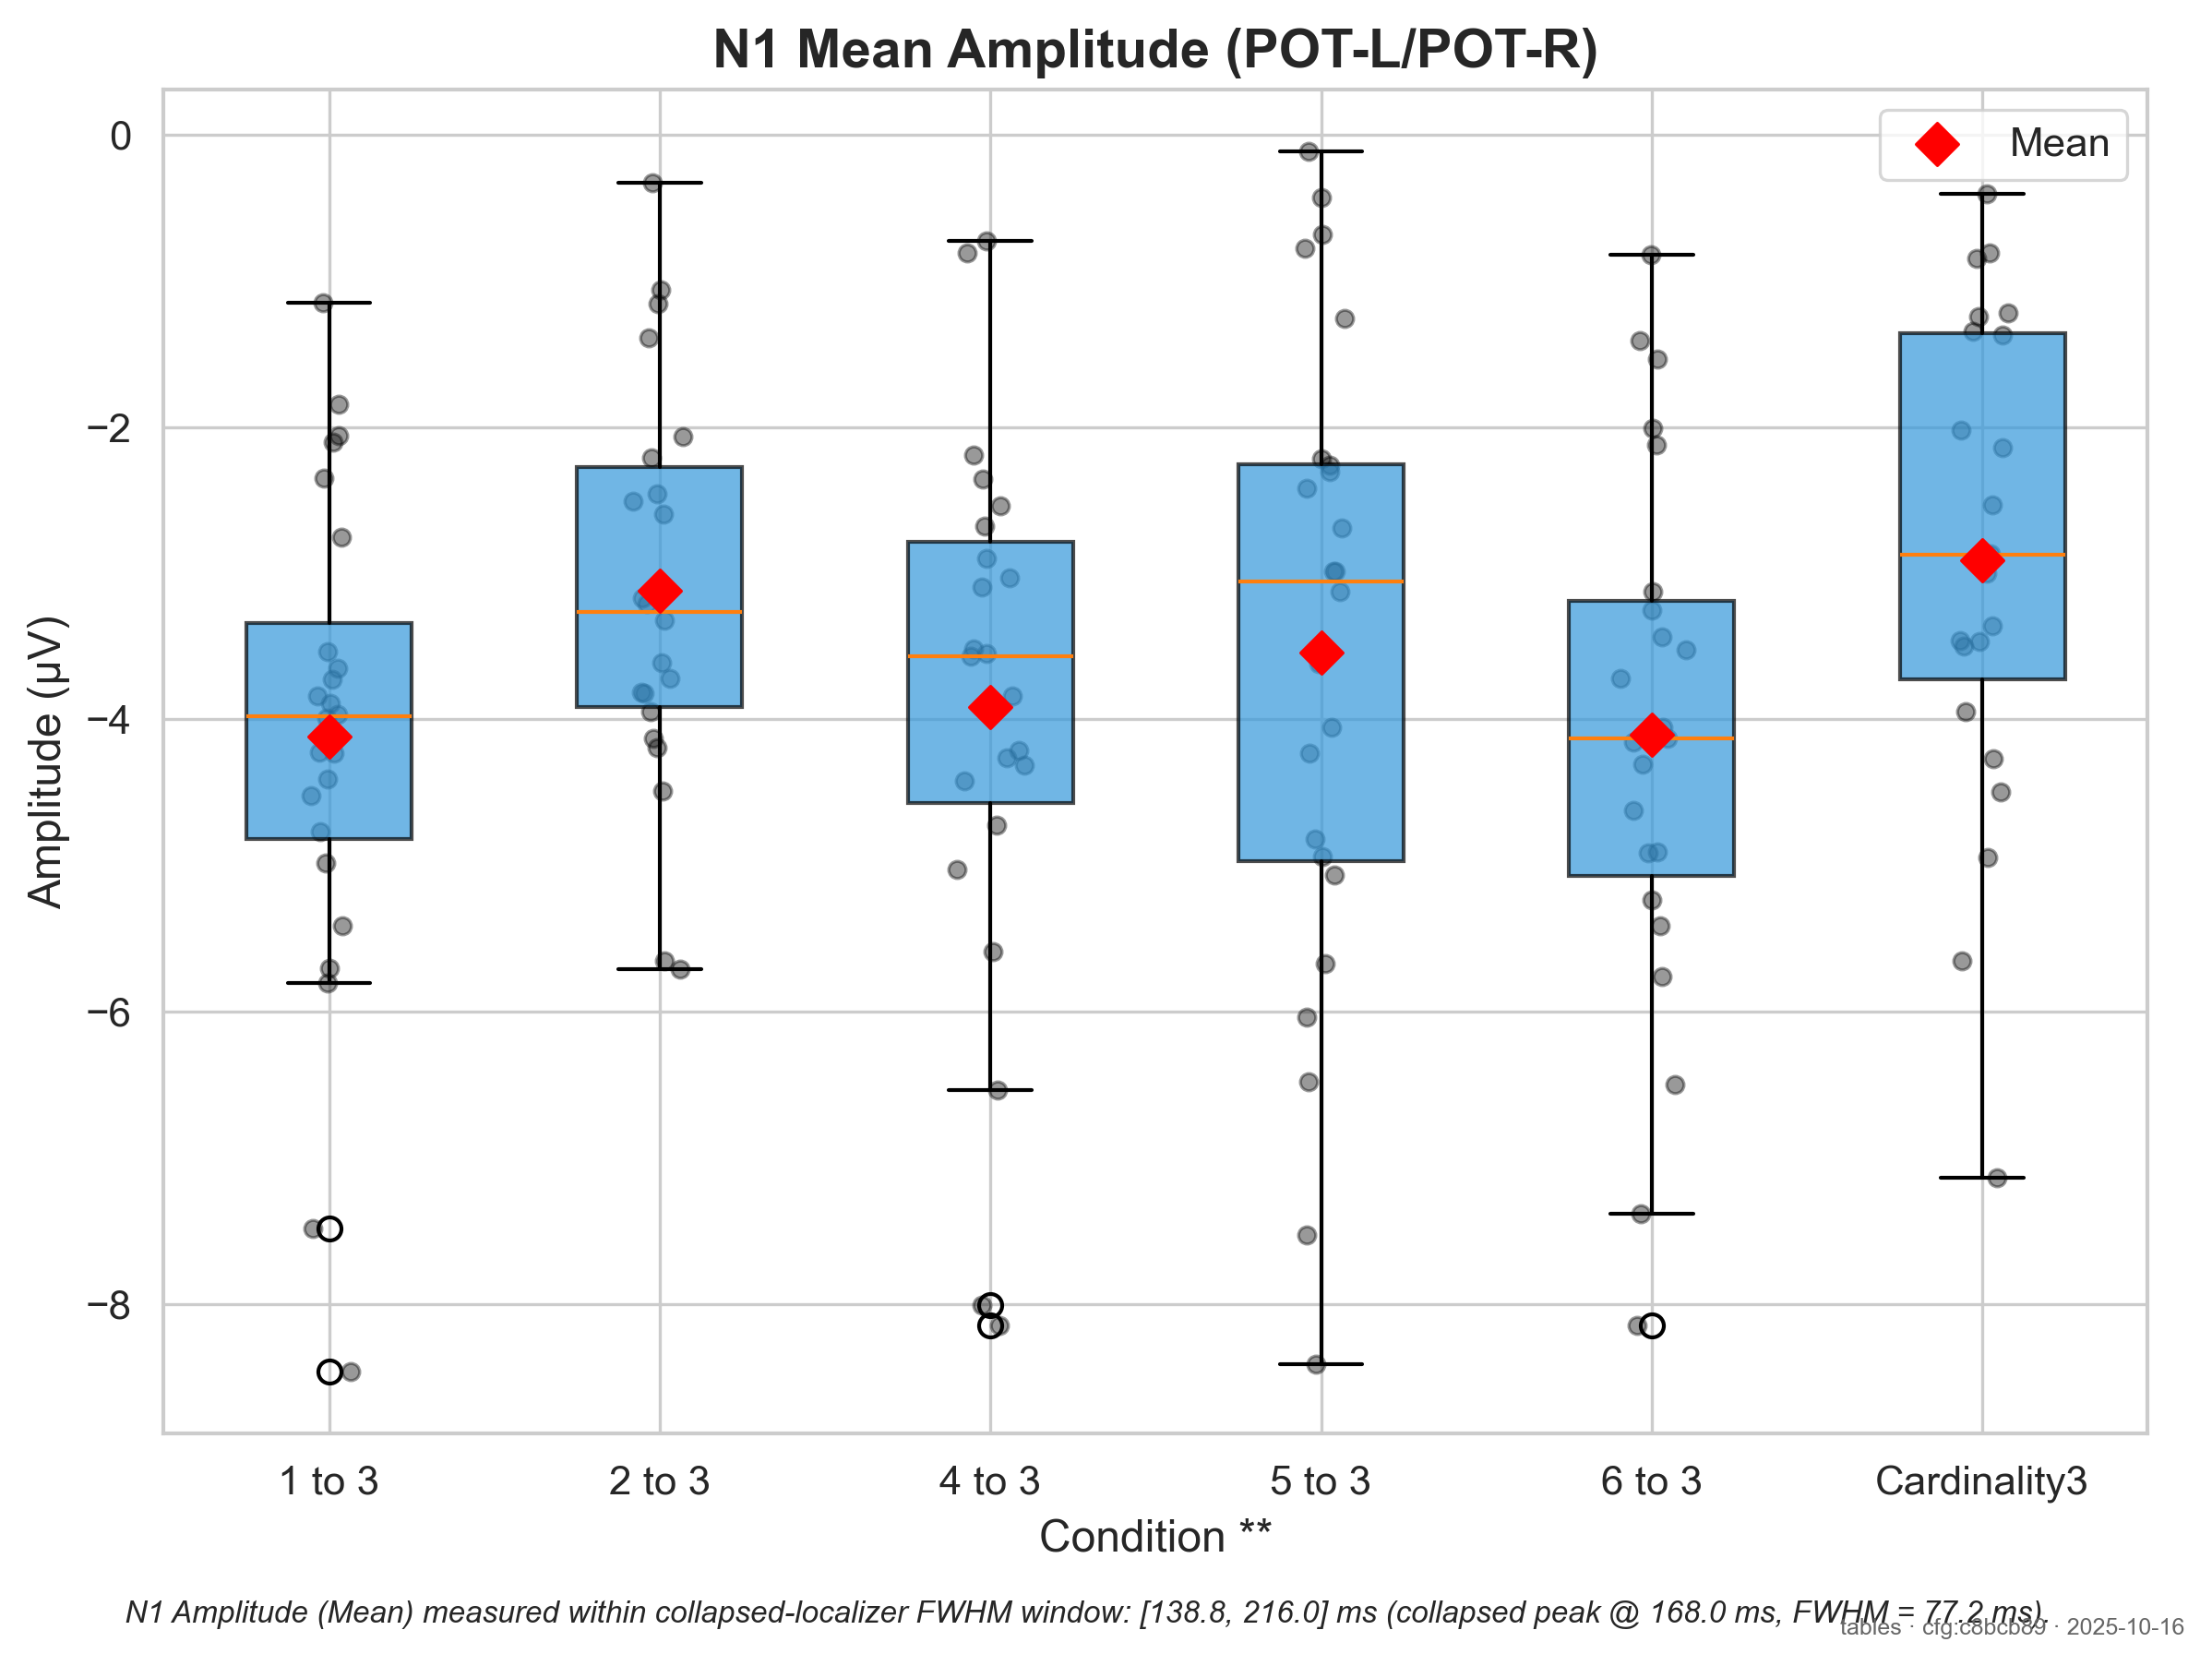 N1 Mean Amplitude (POT-L/POT-R)
Mean
0
−2
−4
−6
−8
Amplitude (µV)
1 to 3
2 to 3
4 to 3
5 to 3
6 to 3
Cardinality3
Condition **
N1 Amplitude (Mean) measured within collapsed-localizer FWHM window: [138.8, 216.0] ms (collapsed peak @ 168.0 ms, FWHM = 77.2 ms).
tables · cfg:c8bcb89 · 2025-10-16